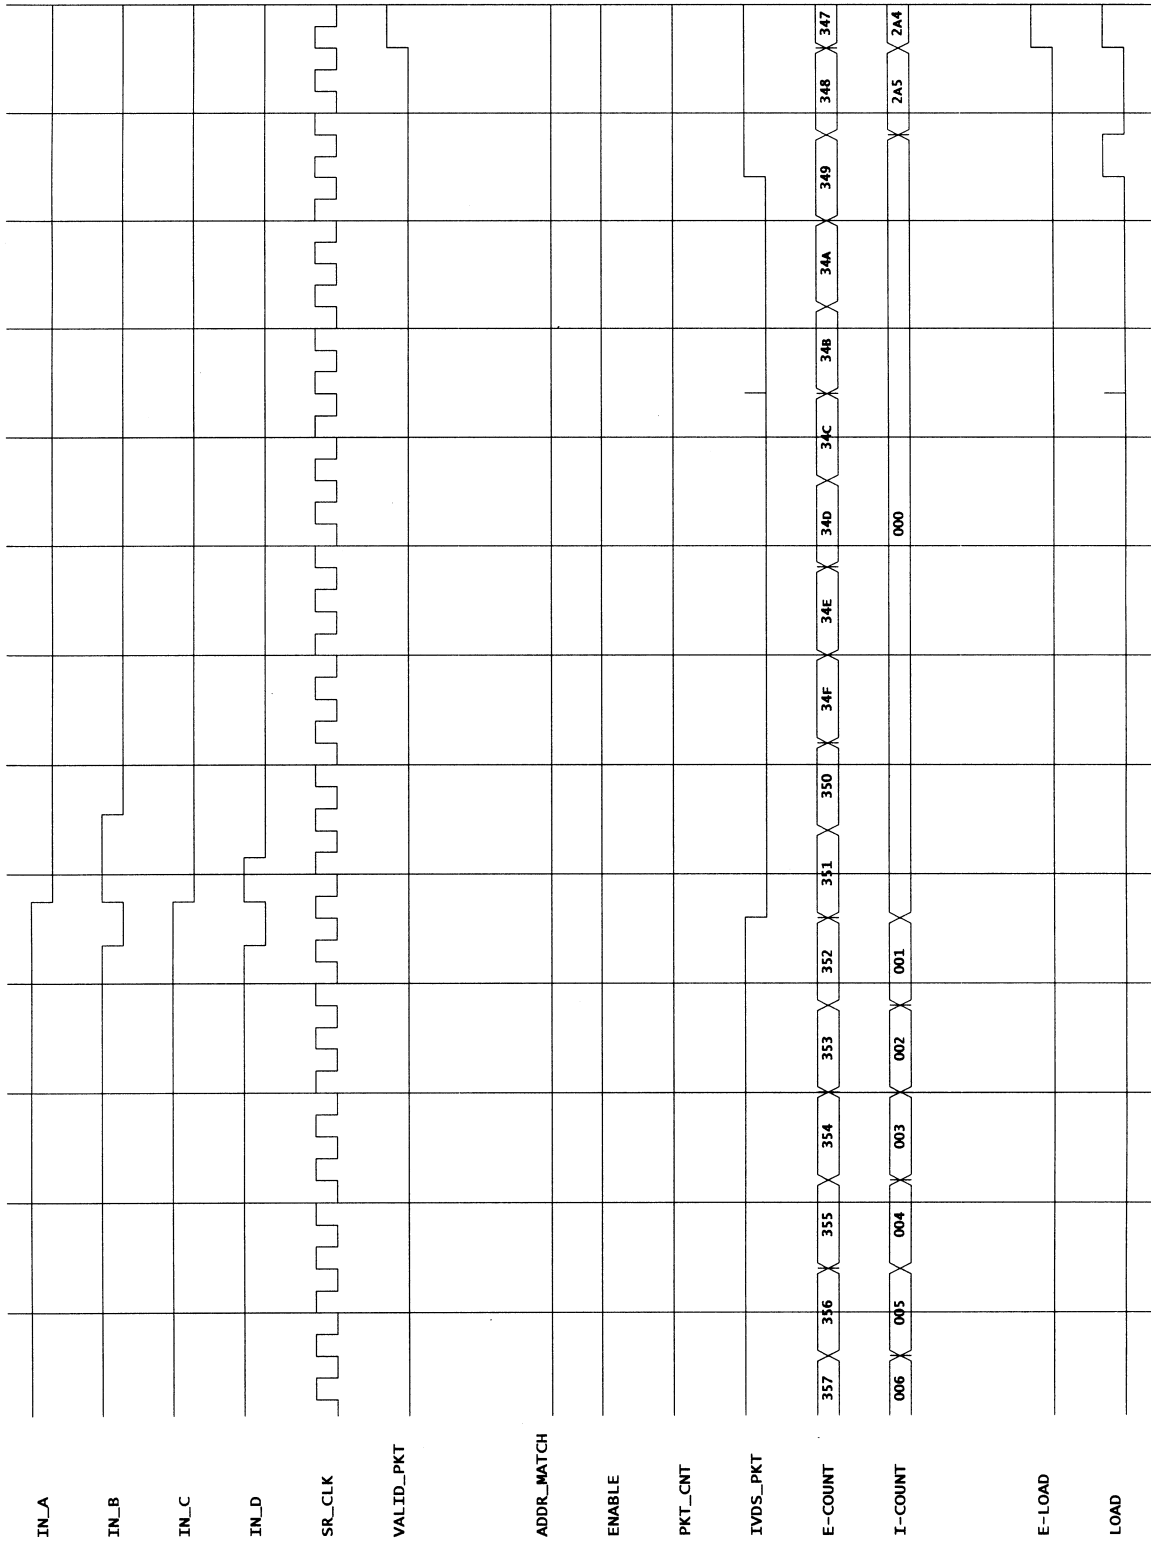 IN_A
IN_B
IN_C
IN_D
SR_CLK
VALID_PKT
ADDR_MATCH
ENABLE
PKT_CNT
IVDS_PKT
E-COUNT 357 356 355 354 353 352 351 350 34F 34E 34D 34C 34B 34A 349 348 347
I-COUNT 006 005 004 003 002 001 000 2A5 2A4
E-LOAD
LOAD